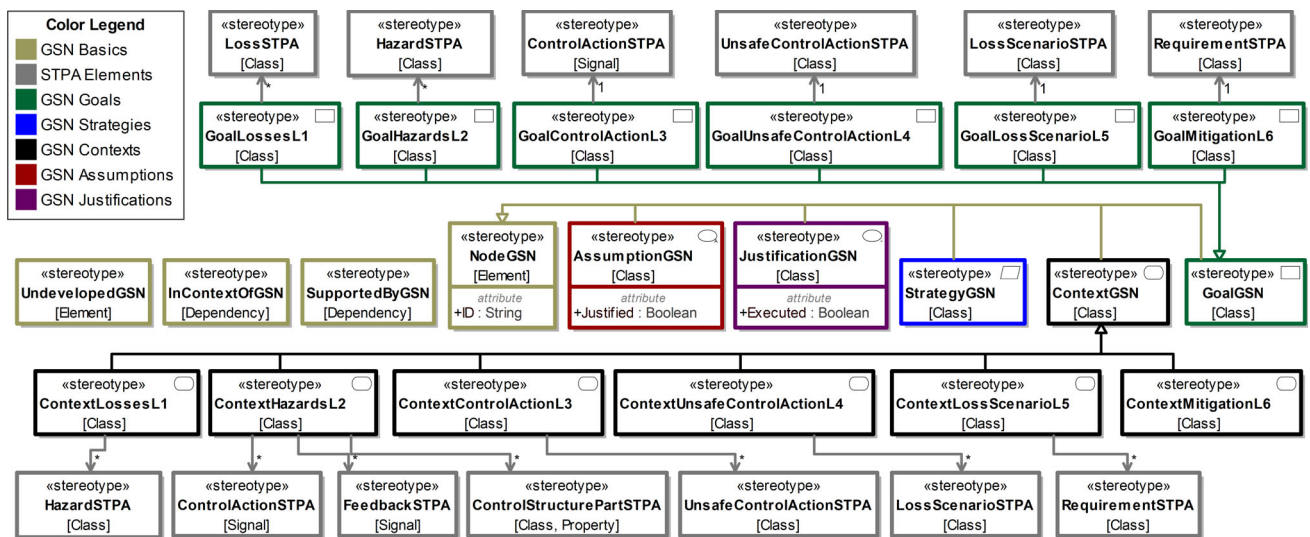 Color Legend
GSN Basics
STPA Elements
GSN Goals
GSN Strategies
GSN Contexts
GSN Assumptions
GSN Justifications
«stereotype»
LossSTPA
[Class]
«stereotype»
HazardSTPA
[Class]
«stereotype»
ControlActionSTPA
[Signal]
«stereotype»
UnsafeControlActionSTPA
[Class]
«stereotype»
LossScenarioSTPA
[Class]
«stereotype»
RequirementSTPA
[Class]
*
*
1
1
1
1
«stereotype»
GoalLossesL1
[Class]
«stereotype»
GoalHazardsL2
[Class]
«stereotype»
GoalControlActionL3
[Class]
«stereotype»
GoalUnsafeControlActionL4
[Class]
«stereotype»
GoalLossScenarioL5
[Class]
«stereotype»
GoalMitigationL6
[Class]
«stereotype»
UndevelopedGSN
[Element]
«stereotype»
InContextOfGSN
[Dependency]
«stereotype»
SupportedByGSN
[Dependency]
«stereotype»
NodeGSN
[Element]
attribute
+ID : String
«stereotype»
AssumptionGSN
[Class]
attribute
+Justified : Boolean
«stereotype»
JustificationGSN
[Class]
attribute
+Executed : Boolean
«stereotype»
StrategyGSN
[Class]
«stereotype»
ContextGSN
[Class]
«stereotype»
GoalGSN
[Class]
«stereotype»
ContextLossesL1
[Class]
«stereotype»
ContextHazardsL2
[Class]
«stereotype»
ContextControlActionL3
[Class]
«stereotype»
ContextUnsafeControlActionL4
[Class]
«stereotype»
ContextLossScenarioL5
[Class]
«stereotype»
ContextMitigationL6
[Class]
*
*
*
*
*
*
*
«stereotype»
HazardSTPA
[Class]
«stereotype»
ControlActionSTPA
[Signal]
«stereotype»
FeedbackSTPA
[Signal]
«stereotype»
ControlStructurePartSTPA
[Class, Property]
«stereotype»
UnsafeControlActionSTPA
[Class]
«stereotype»
LossScenarioSTPA
[Class]
«stereotype»
RequirementSTPA
[Class]